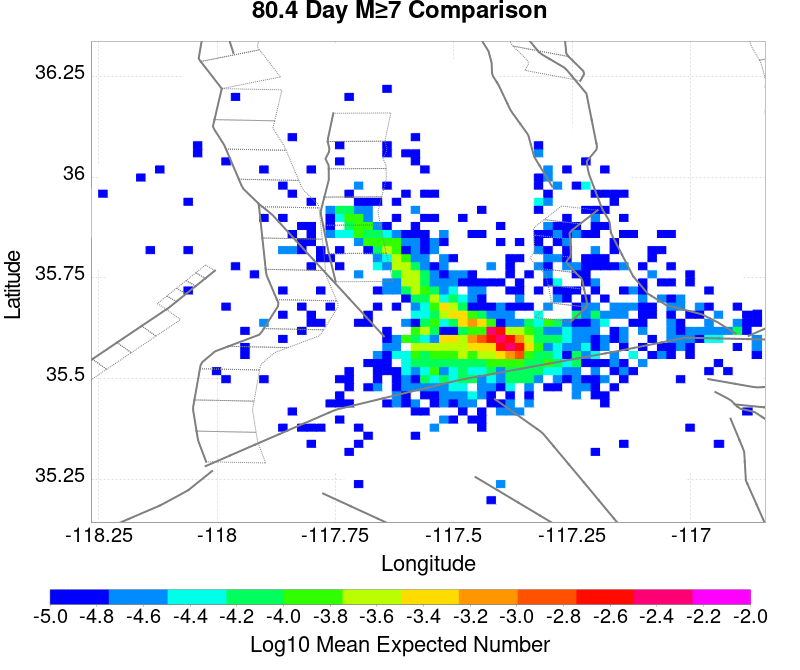 80.4 Day M≥7 Comparison
36.25
36
35.75
35.5
35.25
Latitude
-118.25 -118 -117.75 -117.5 -117.25 -117
Longitude
-5.0 -4.8 -4.6 -4.4 -4.2 -4.0 -3.8 -3.6 -3.4 -3.2 -3.0 -2.8 -2.6 -2.4 -2.2 -2.0
Log10 Mean Expected Number